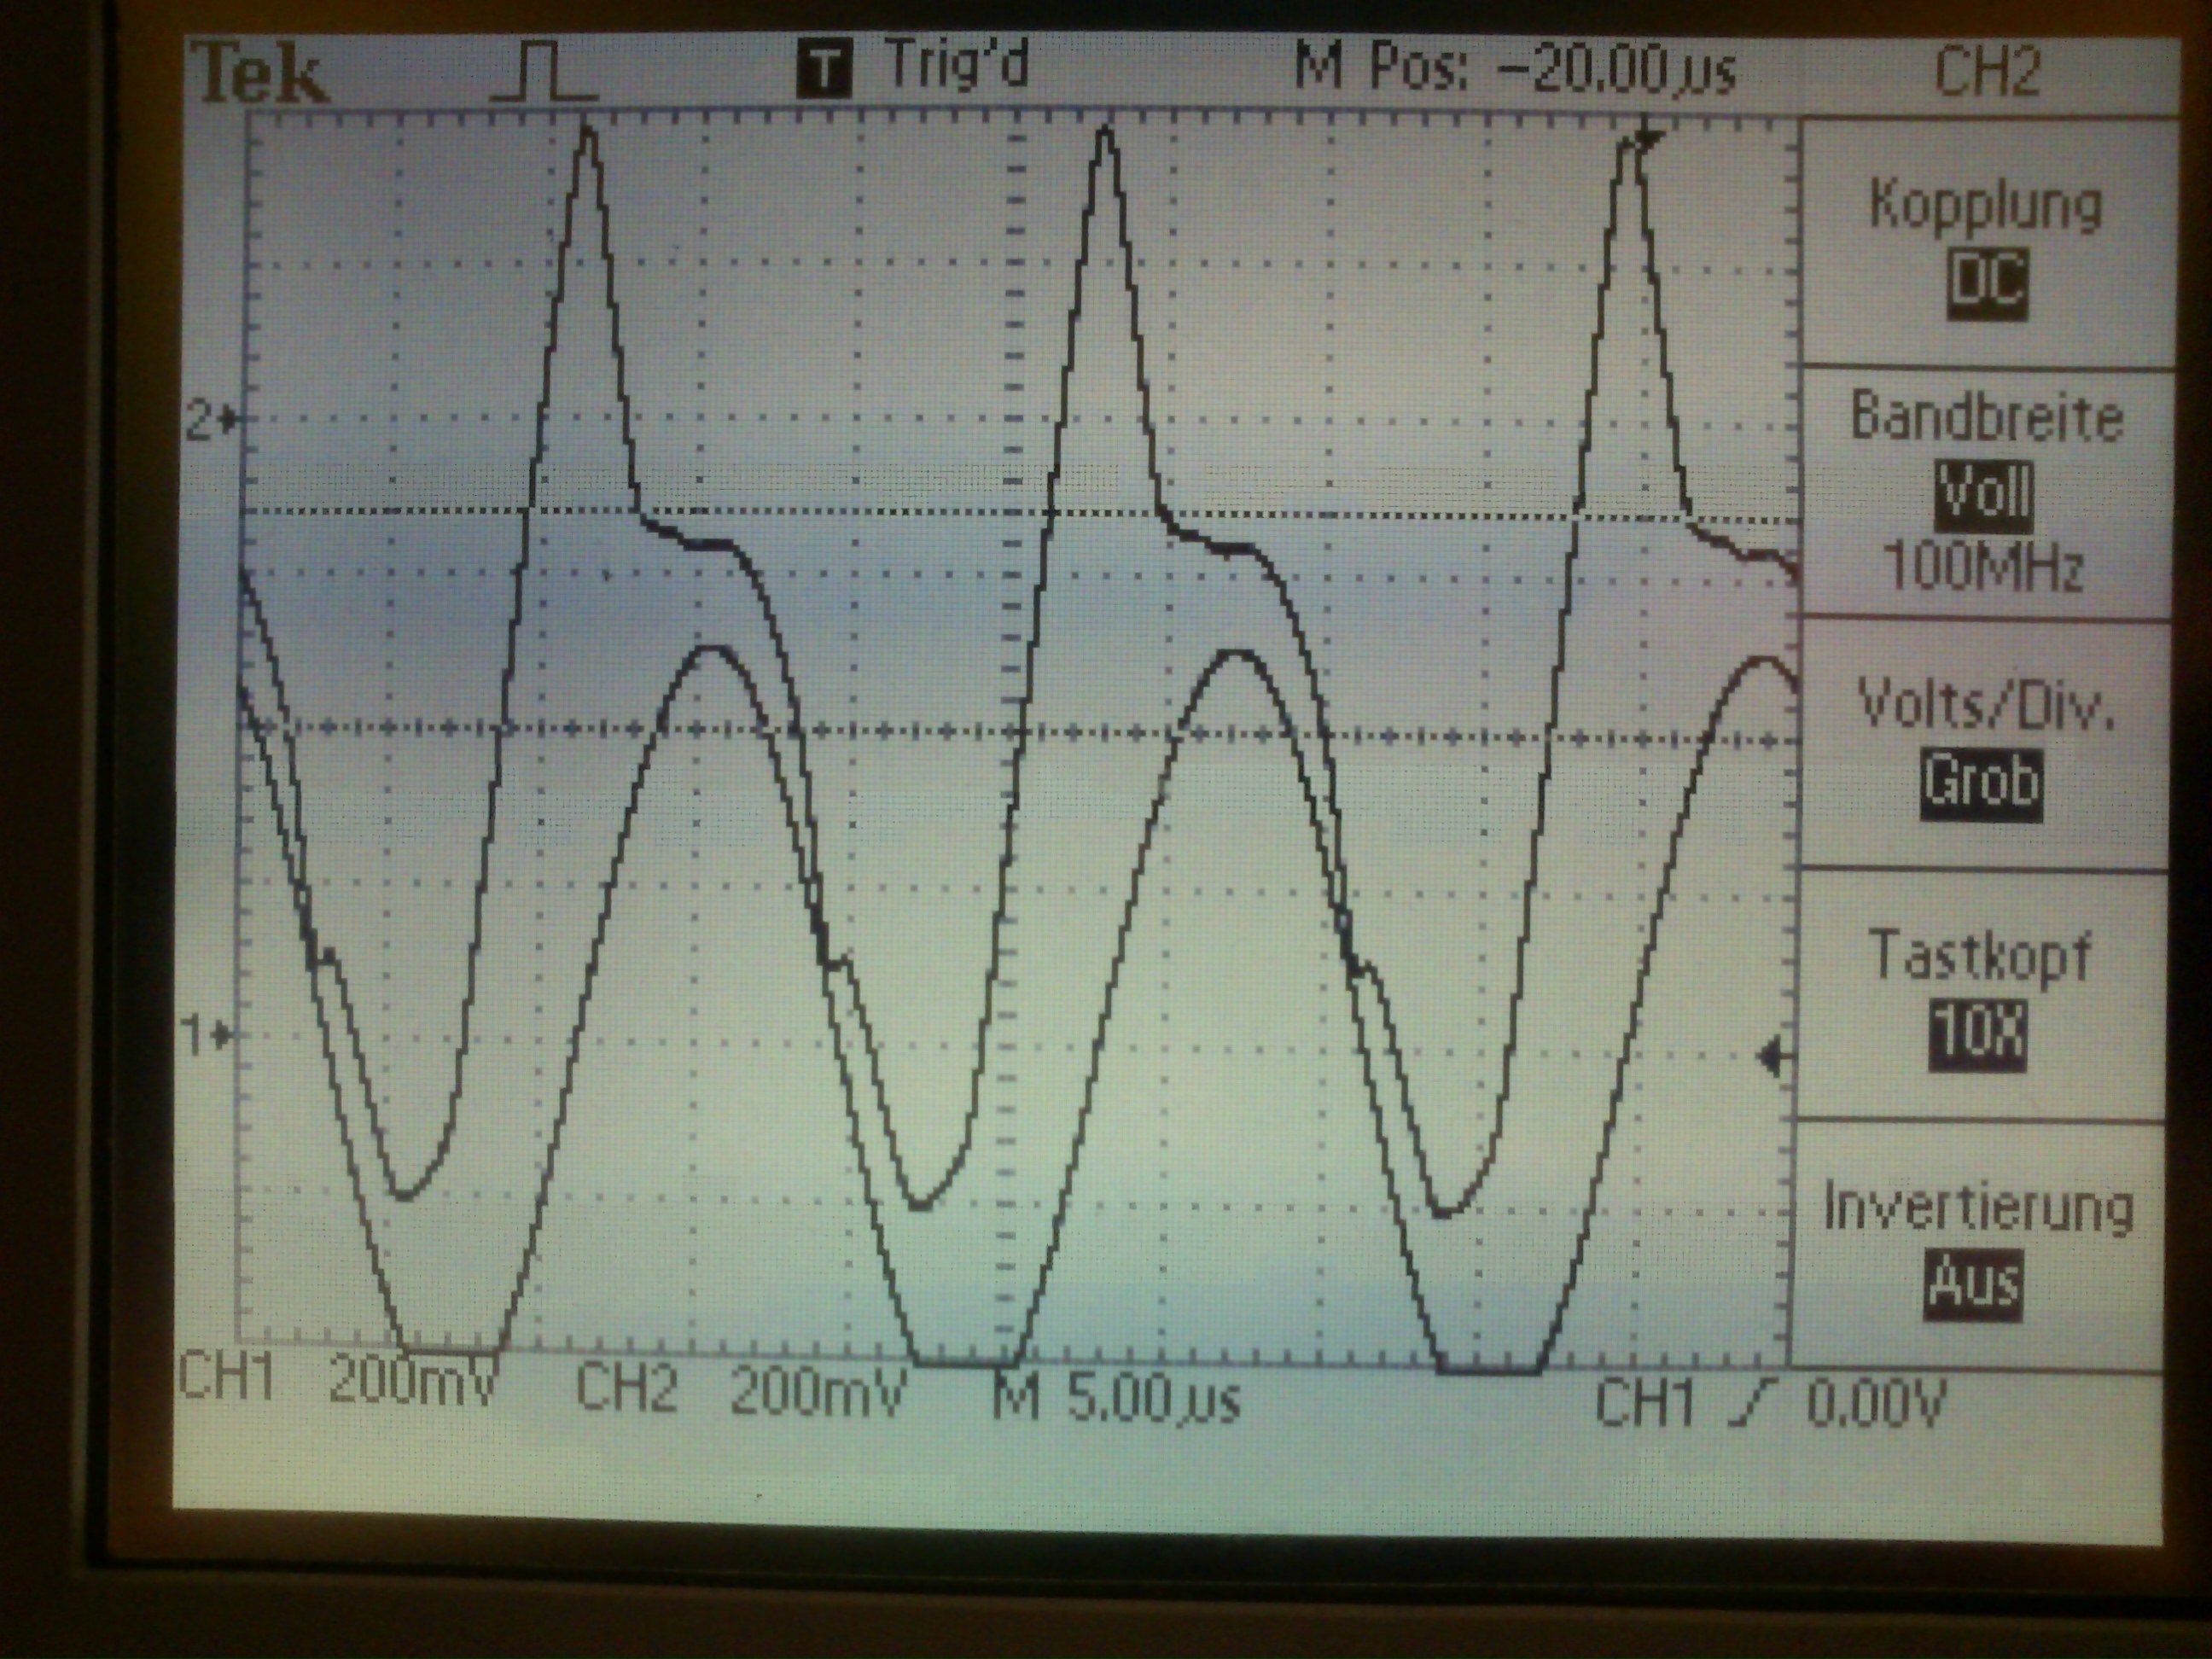 Tek T Trig'd M Pos: -20.00µs CH2
Kopplung
DC
Bandbreite
Voll
100MHz
Volts/Div.
Grob
Tastkopf
10X
Invertierung
Aus
2
1
CH1 200mV CH2 200mV M 5.00µs CH1 0.00V